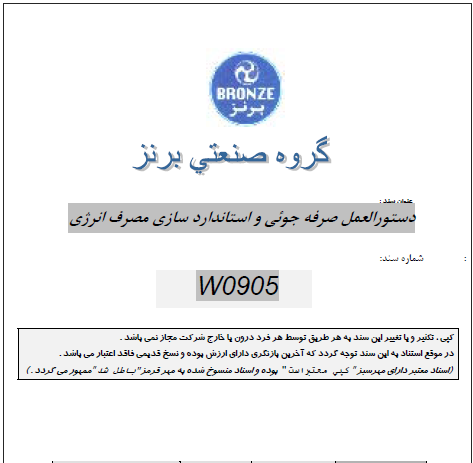 BRONZE
برنز
گروه صنعتي برنز
عنوان سند :
دستورالعمل صرفه جوئی و استاندارد سازی مصرف انرژی
شماره سند: :
W0905
کپی ، تکثیر و یا تغییر این سند به هر طریق توسط هر فرد درون یا خارج شرکت مجاز نمی باشد .
در موقع استناد به این سند توجه گردد که آخرین بازنگری دارای ارزش بوده و نسخ قدیمی فاقد اعتبار می باشد .
(اسناد معتبر دارای مهرسبز" کپی معتبر است" بوده و اسناد منسوخ شده به مهر قرمز"باطل شد"ممهور می گردد .)